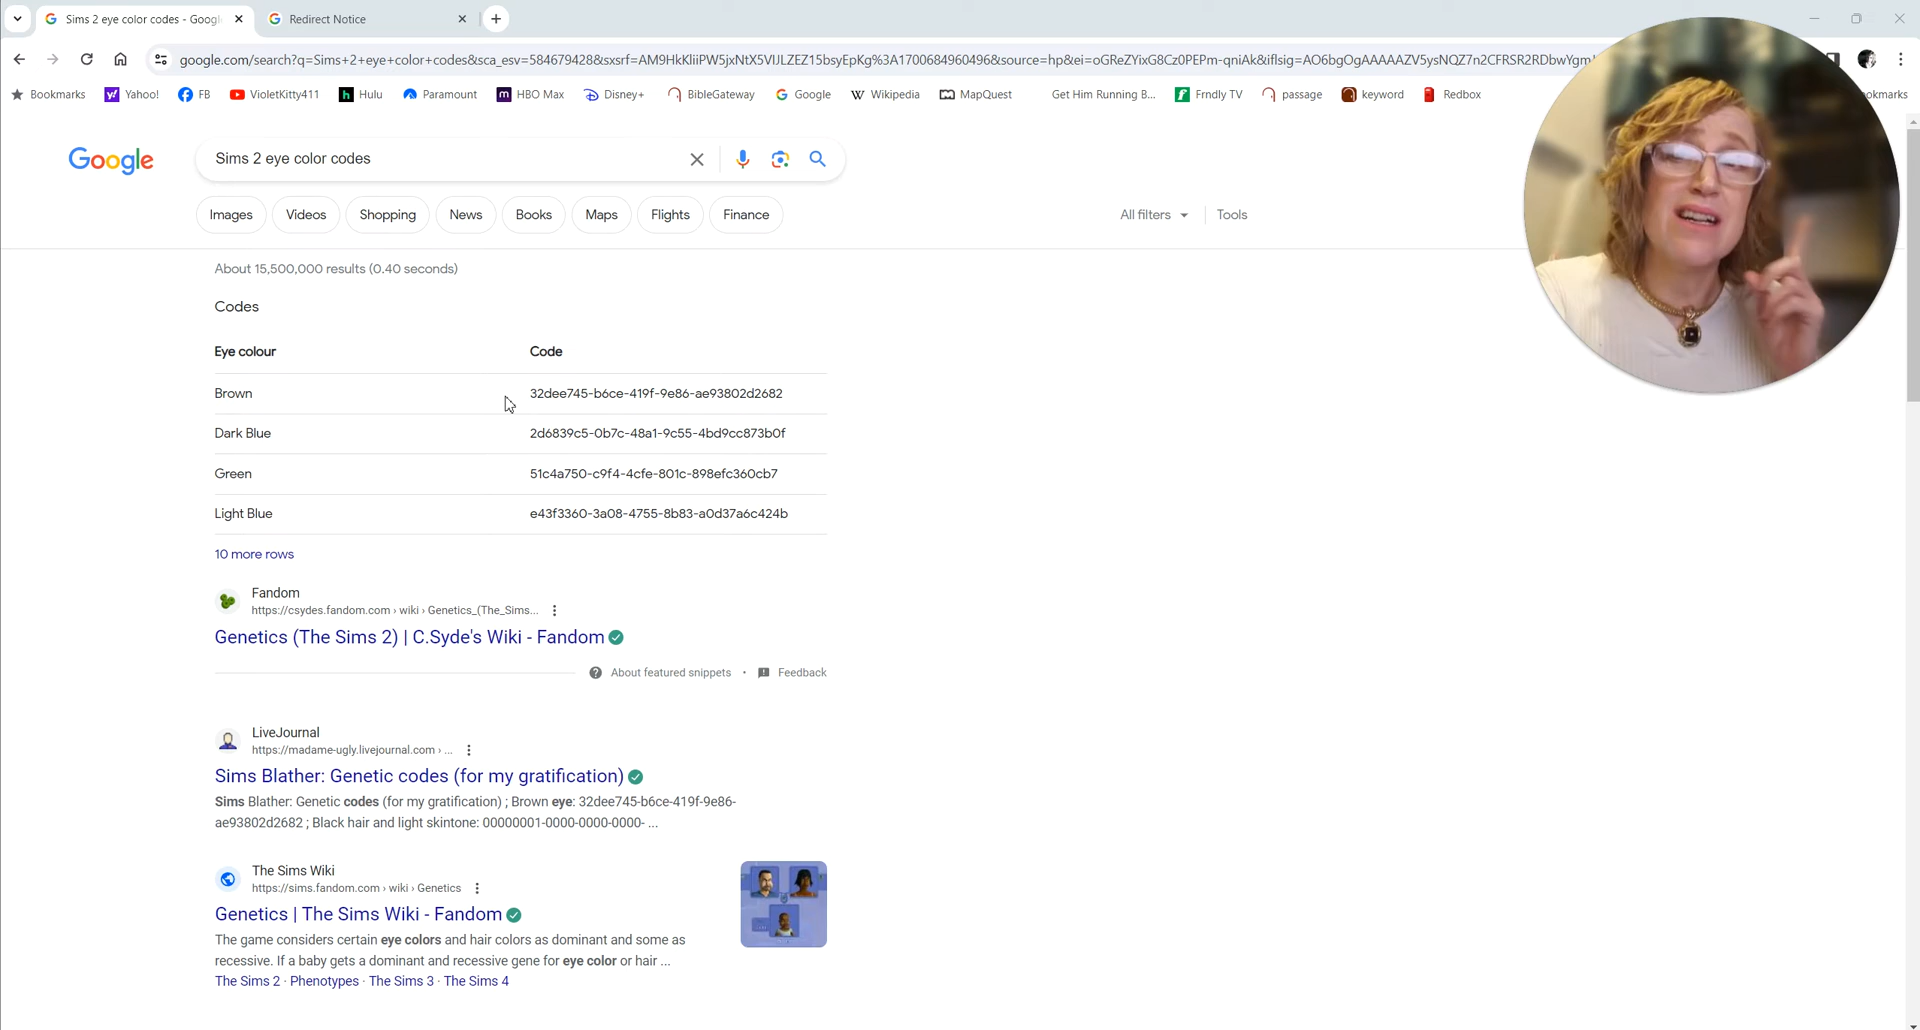 Sims 2 eye color codes - Googl
Redirect Notice
google.com/search?q=Sims+2+eye+color+codes&sca_esv=584679428&sxsrf=AM9HkKliiPW5jxNtX5VIJLZEZ15bsyEpKg%3A1700684960496&source=hp&ei=oGReZYixG8Cz0PEPm-qniAk&iflsig=AO6bgOgAAAAAZV5ysNQZ7n2CFRSR2RDbwYgm
Bookmarks Yahoo! FB VioletKitty411 Hulu Paramount HBO Max Disney+ BibleGateway Google Wikipedia MapQuest Get Him Running B... Frndly TV passage keyword Redbox
Google
Sims 2 eye color codes
Images Videos Shopping News Books Maps Flights Finance
All filters Tools
About 15,500,000 results (0.40 seconds)
Codes
Eye colour Code
Brown 32dee745-b6ce-419f-9e86-ae93802d2682
Dark Blue 2d6839c5-0b7c-48a1-9c55-4bd9cc873b0f
Green 51c4a750-c9f4-4cfe-801c-898efc360cb7
Light Blue e43f3360-3a08-4755-8b83-a0d37a6c424b
10 more rows
Fandom
https://csydes.fandom.com › wiki › Genetics_(The_Sims...
Genetics (The Sims 2) | C.Syde's Wiki - Fandom
About featured snippets • Feedback
LiveJournal
https://madame-ugly.livejournal.com › ...
Sims Blather: Genetic codes (for my gratification)
Sims Blather: Genetic codes (for my gratification) ; Brown eye: 32dee745-b6ce-419f-9e86-
ae93802d2682 ; Black hair and light skintone: 00000001-0000-0000-0000- ...
The Sims Wiki
https://sims.fandom.com › wiki › Genetics
Genetics | The Sims Wiki - Fandom
The game considers certain eye colors and hair colors as dominant and some as
recessive. If a baby gets a dominant and recessive gene for eye color or hair ...
The Sims 2 · Phenotypes · The Sims 3 · The Sims 4